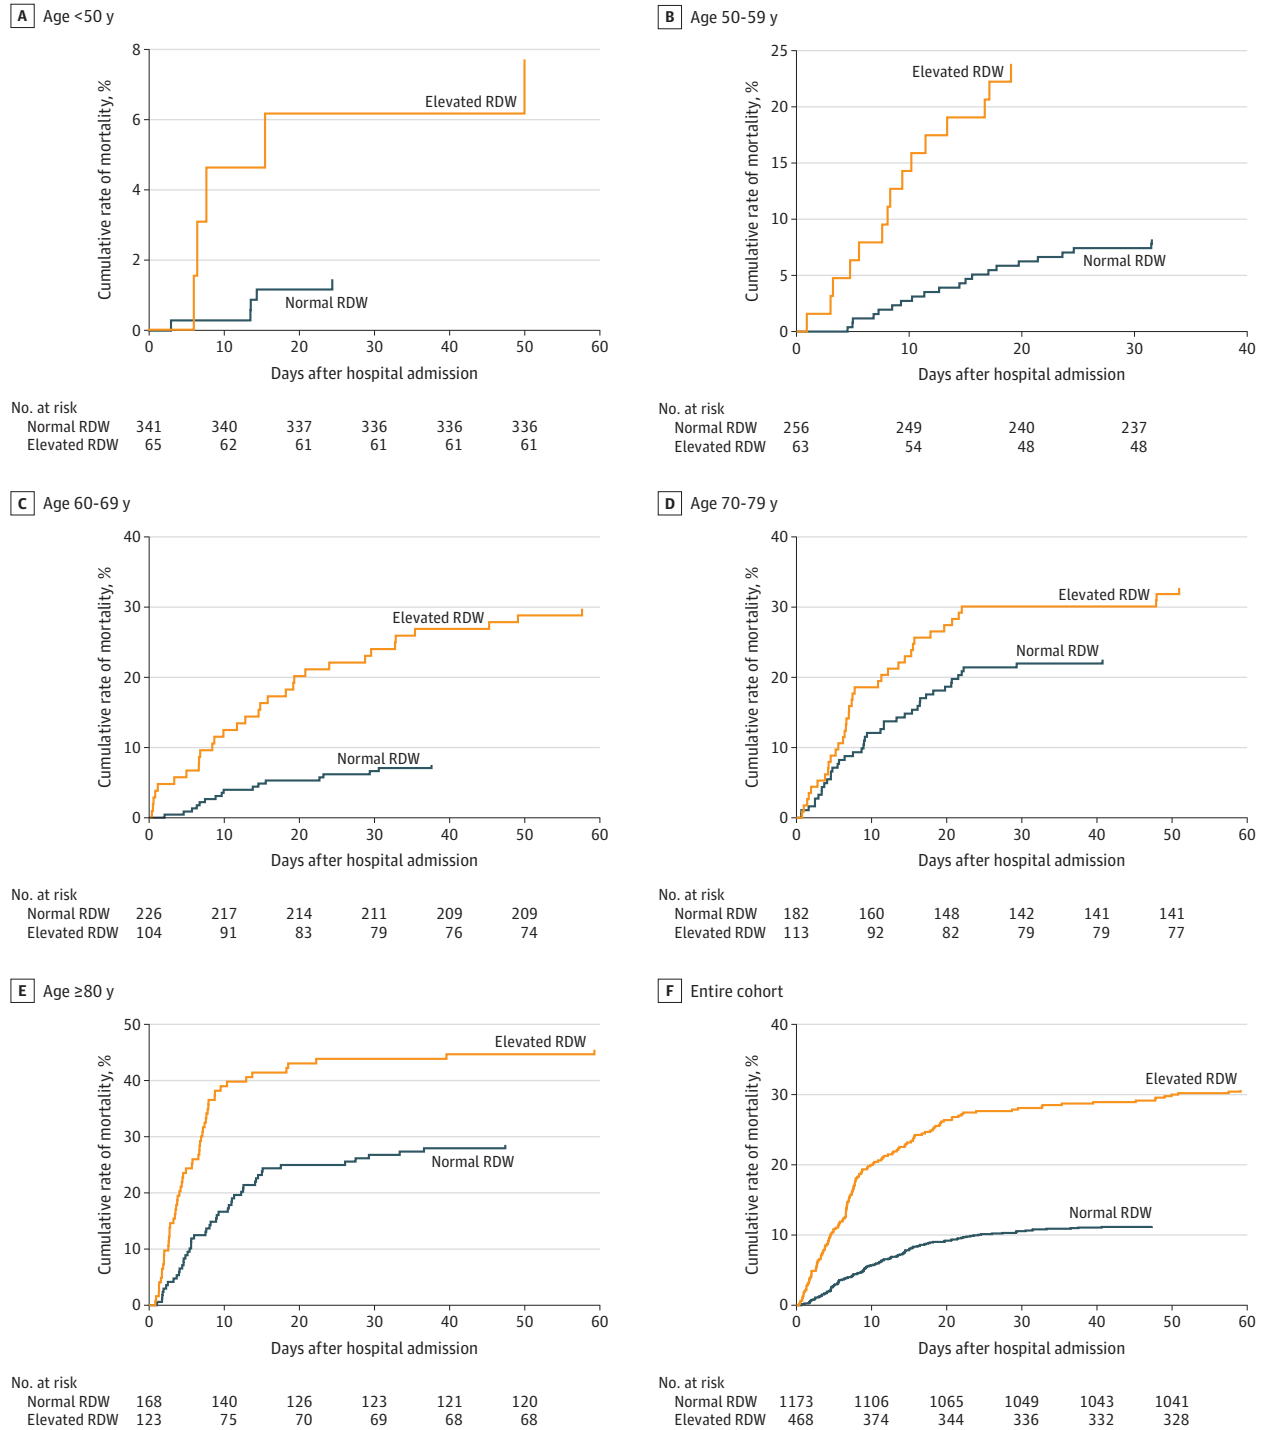 A Age <50 y
Cumulative rate of mortality, %
8
6
4
2
0
Elevated RDW
Normal RDW
0 10 20 30 40 50 60
Days after hospital admission
No. at risk
Normal RDW 341 340 337 336 336 336
Elevated RDW 65 62 61 61 61 61
B Age 50-59 y
Cumulative rate of mortality, %
25
20
15
10
5
0
Elevated RDW
Normal RDW
0 10 20 30 40
Days after hospital admission
No. at risk
Normal RDW 256 249 240 237
Elevated RDW 63 54 48 48
C Age 60-69 y
Cumulative rate of mortality, %
40
30
20
10
0
Elevated RDW
Normal RDW
0 10 20 30 40 50 60
Days after hospital admission
No. at risk
Normal RDW 226 217 214 211 209 209
Elevated RDW 104 91 83 79 76 74
D Age 70-79 y
Cumulative rate of mortality, %
40
30
20
10
0
Elevated RDW
Normal RDW
0 10 20 30 40 50 60
Days after hospital admission
No. at risk
Normal RDW 182 160 148 142 141 141
Elevated RDW 113 92 82 79 79 77
E Age ≥80 y
Cumulative rate of mortality, %
50
40
30
20
10
0
Elevated RDW
Normal RDW
0 10 20 30 40 50 60
Days after hospital admission
No. at risk
Normal RDW 168 140 126 123 121 120
Elevated RDW 123 75 70 69 68 68
F Entire cohort
Cumulative rate of mortality, %
40
30
20
10
0
Elevated RDW
Normal RDW
0 10 20 30 40 50 60
Days after hospital admission
No. at risk
Normal RDW 1173 1106 1065 1049 1043 1041
Elevated RDW 468 374 344 336 332 328